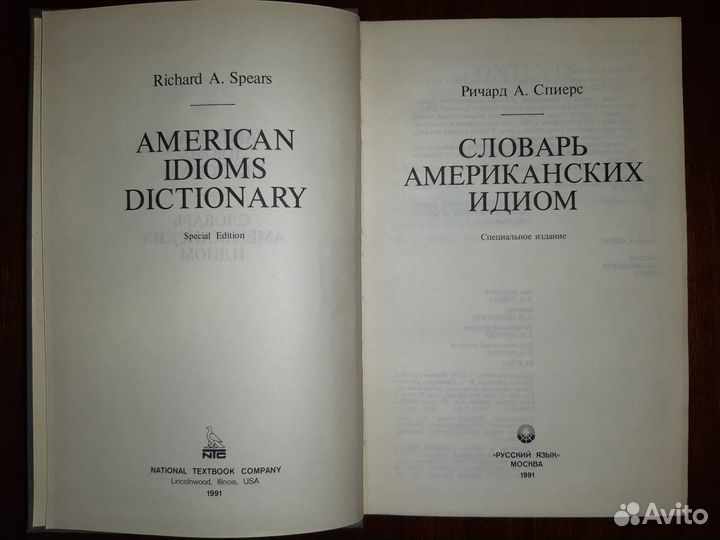 Richard A. Spears
AMERICAN
IDIOMS
DICTIONARY
Special Edition
NTC
NATIONAL TEXTBOOK COMPANY
Lincolnwood, Illinois, USA
1991
Ричард А. Спиерс
СЛОВАРЬ
АМЕРИКАНСКИХ
ИДИОМ
Специальное издание
«РУССКИЙ ЯЗЫК»
МОСКВА
1991
Avito